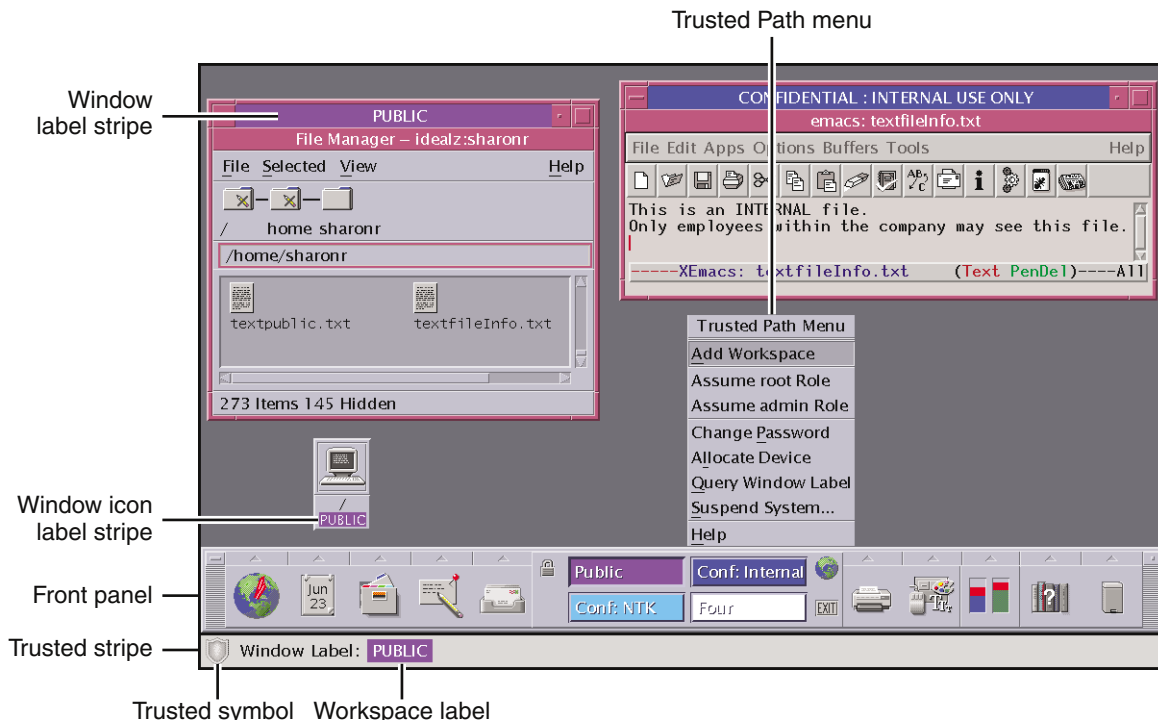 Trusted Path menu
Window
label stripe
PUBLIC
File Manager – idealz:sharonr
File Selected View Help
/ home sharonr
/home/sharonr
textpublic.txt textfileInfo.txt
273 Items 145 Hidden
CONFIDENTIAL : INTERNAL USE ONLY
emacs: textfileInfo.txt
File Edit Apps Options Buffers Tools Help
This is an INTERNAL file.
Only employees within the company may see this file.
-----XEmacs: textfileInfo.txt (Text PenDel)----All
Trusted Path Menu
Add Workspace
Assume root Role
Assume admin Role
Change Password
Allocate Device
Query Window Label
Suspend System...
Help
/
PUBLIC
Window icon
label stripe
Front panel
Jun
23
Public Conf: Internal
Conf: NTK Four
EXIT
Trusted stripe
Window Label: PUBLIC
Trusted symbol Workspace label